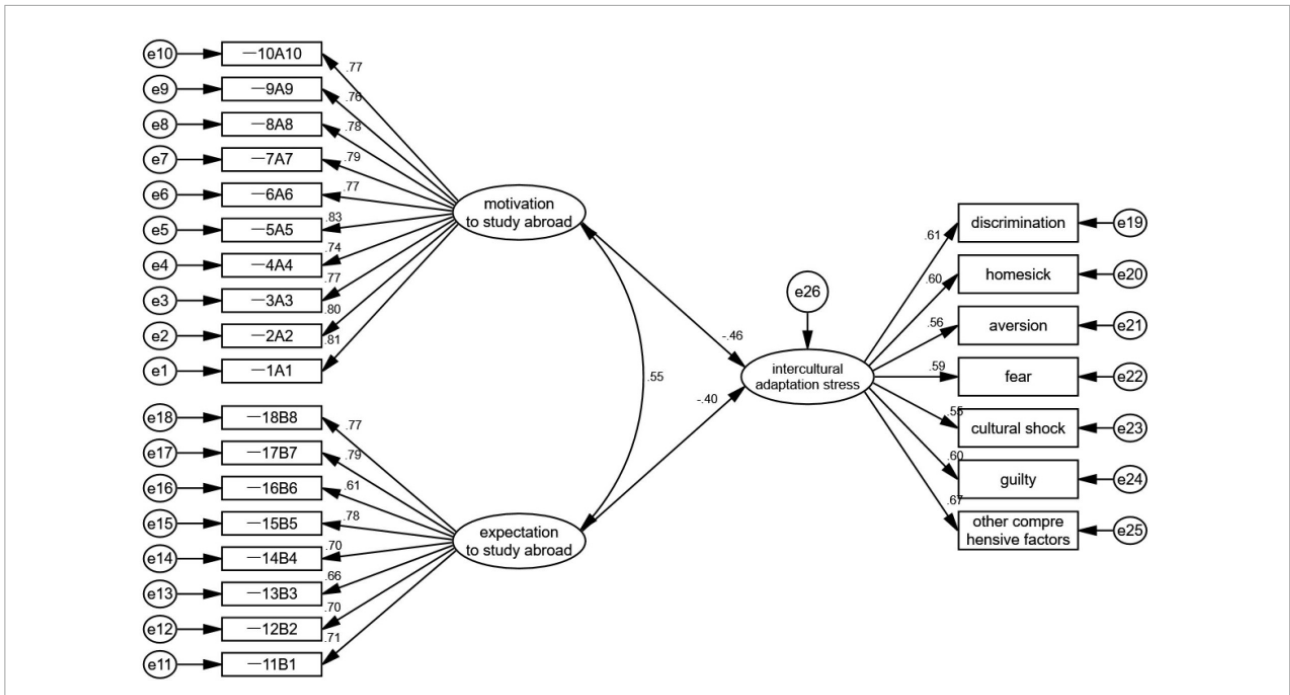 e10
—10A10
.77
e9
—9A9
.76
e8
—8A8
.78
e7
—7A7
.79
e6
—6A6
.77
e5
—5A5
.83
e4
—4A4
.74
e3
—3A3
.77
e2
—2A2
.80
e1
—1A1
.81
motivation
to study abroad
e18
—18B8
.77
e17
—17B7
.79
e16
—16B6
.61
e15
—15B5
.78
e14
—14B4
.70
e13
—13B3
.66
e12
—12B2
.70
e11
—11B1
.71
expectation
to study abroad
.55
-.46
-.40
e26
intercultural
adaptation stress
.61
discrimination
e19
.60
homesick
e20
.56
aversion
e21
.59
fear
e22
.55
cultural shock
e23
.60
guilty
e24
.67
other compre
hensive factors
e25